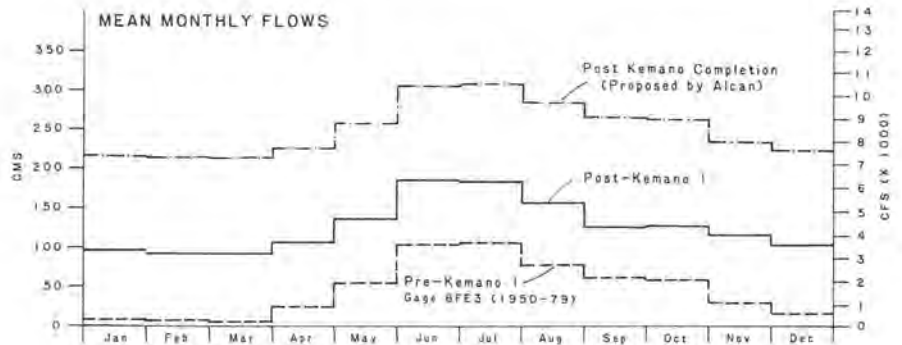 MEAN MONTHLY FLOWS
CMS
350
300
250
200
150
100
50
0
Post Kemano Completion
(Proposed by Alcan)
Post-Kemano I
Pre-Kemano I
Gage 8FE3 (1950-79)
14
13
12
11
10
9
8
7
6
5
4
3
2
1
0
CFS (X 1000)
Jan Feb Mar Apr May Jun Jul Aug Sep Oct Nov Dec